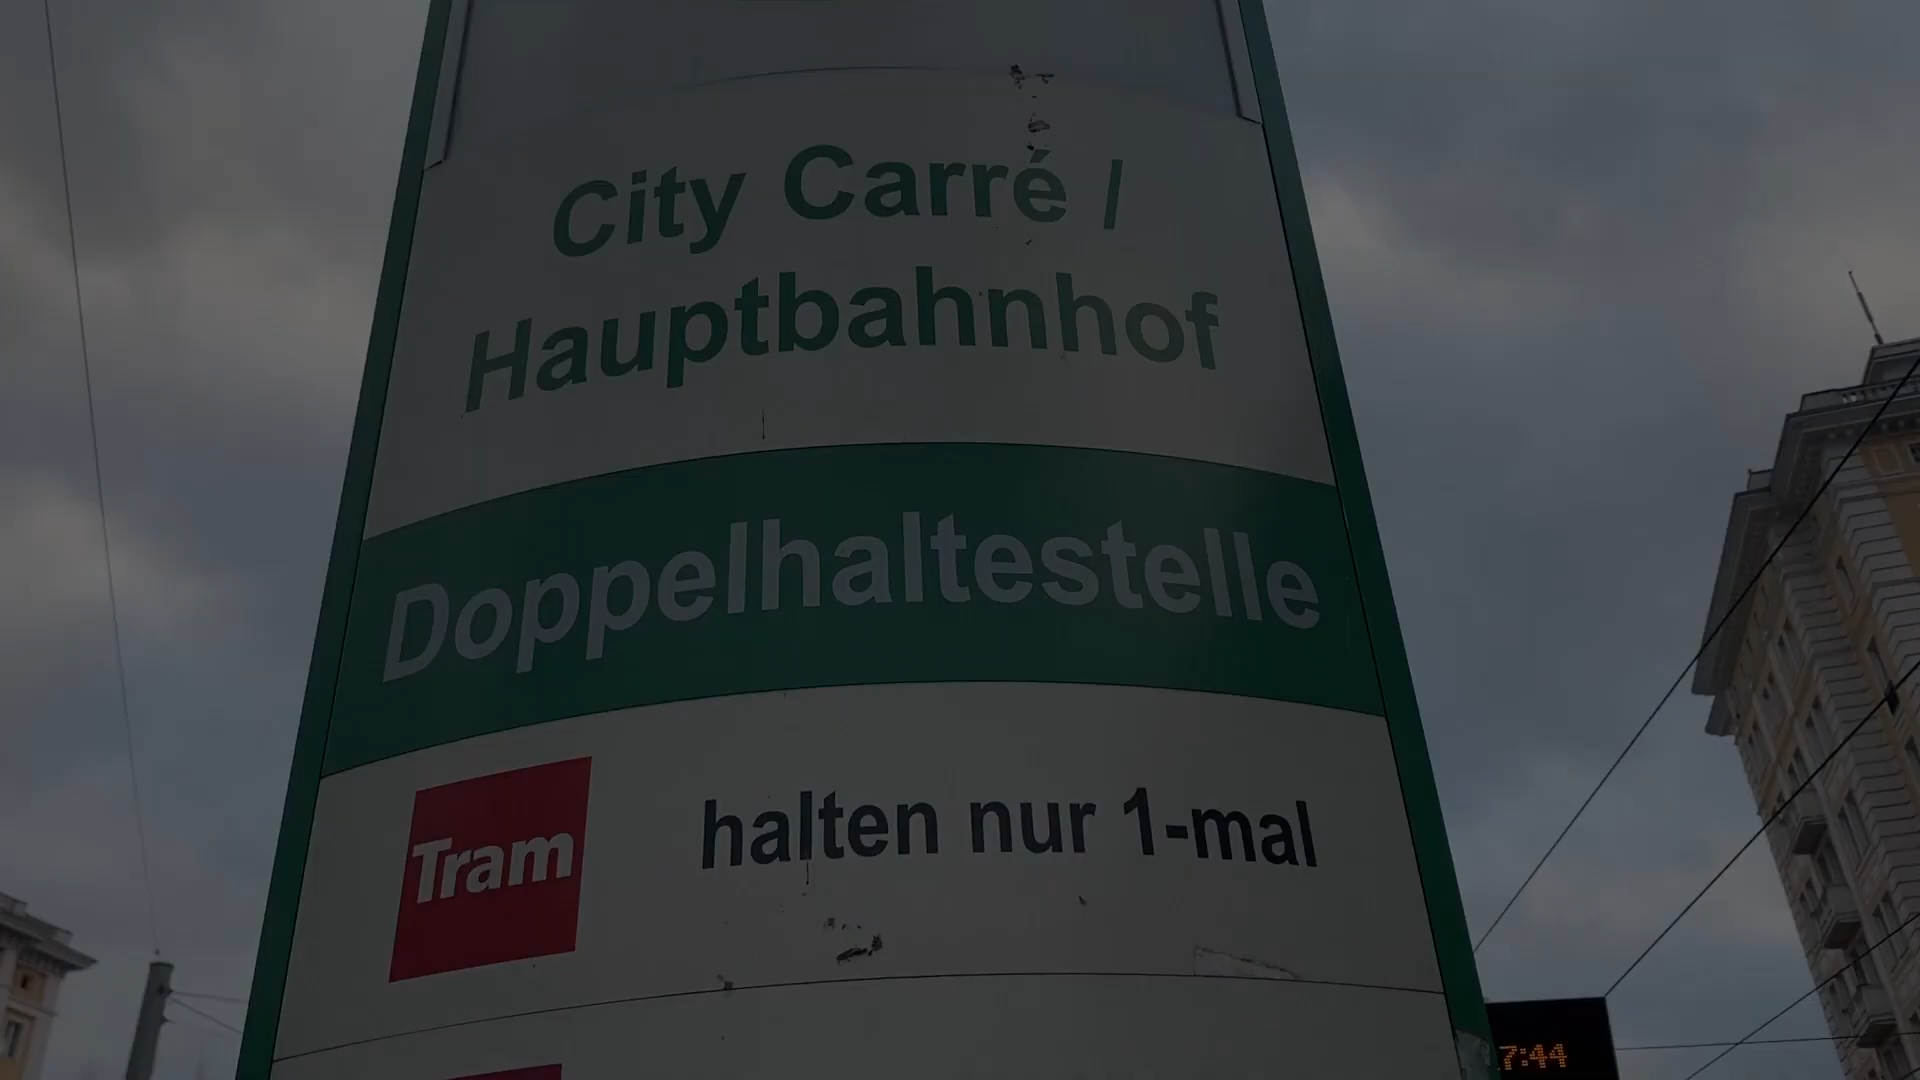 City Carré /
Hauptbahnhof
Doppelhaltestelle
Tram halten nur 1-mal
7:44